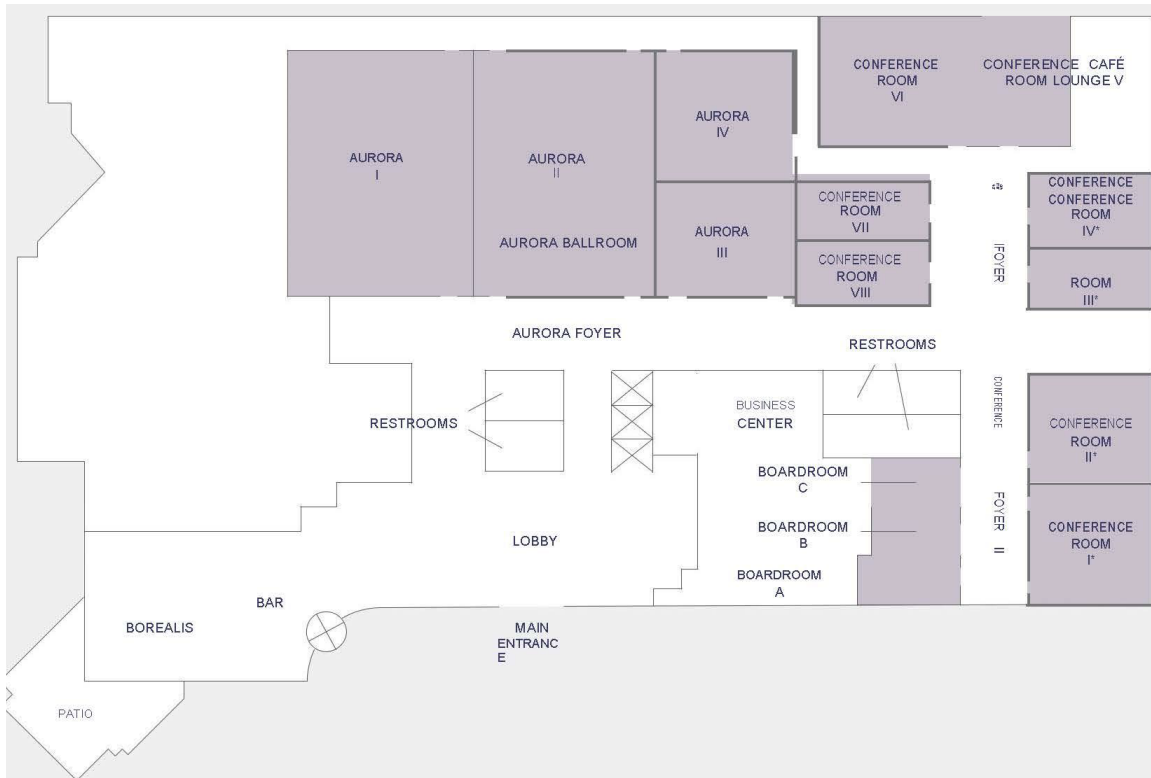 CONFERENCE
ROOM
VI
CONFERENCE CAFÉ
ROOM LOUNGE V
AURORA
IV
AURORA
I
AURORA
II
AURORA BALLROOM
AURORA
III
CONFERENCE
ROOM
VII
CONFERENCE
ROOM
VIII
IFOYER
CONFERENCE
CONFERENCE
ROOM
IV*
ROOM
III*
AURORA FOYER
RESTROOMS
RESTROOMS
BUSINESS
CENTER
CONFERENCE
FOYER II
CONFERENCE
ROOM
II*
BOARDROOM
C
BOARDROOM
B
BOARDROOM
A
CONFERENCE
ROOM
I*
LOBBY
BAR
BOREALIS
MAIN
ENTRANC
E
PATIO